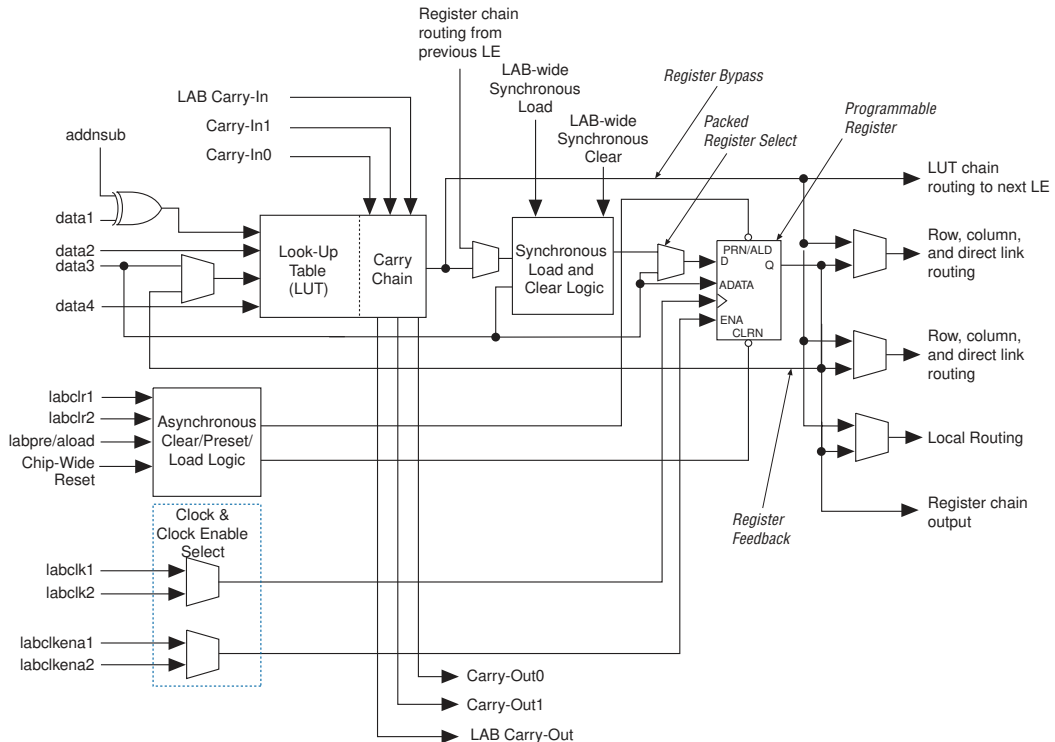 Register chain
routing from
previous LE
LAB-wide
Synchronous
Load
LAB-wide
Synchronous
Clear
Register Bypass
Packed
Register Select
Programmable
Register
LAB Carry-In
Carry-In1
Carry-In0
addnsub
data1
data2
data3
data4
Look-Up
Table
(LUT)
Carry
Chain
Synchronous
Load and
Clear Logic
PRN/ALD
D
Q
ADATA
ENA
CLRN
LUT chain
routing to next LE
Row, column,
and direct link
routing
Row, column,
and direct link
routing
Local Routing
Register chain
output
Register
Feedback
labclr1
labclr2
labpre/aload
Chip-Wide
Reset
Asynchronous
Clear/Preset/
Load Logic
Clock &
Clock Enable
Select
labclk1
labclk2
labclkena1
labclkena2
Carry-Out0
Carry-Out1
LAB Carry-Out